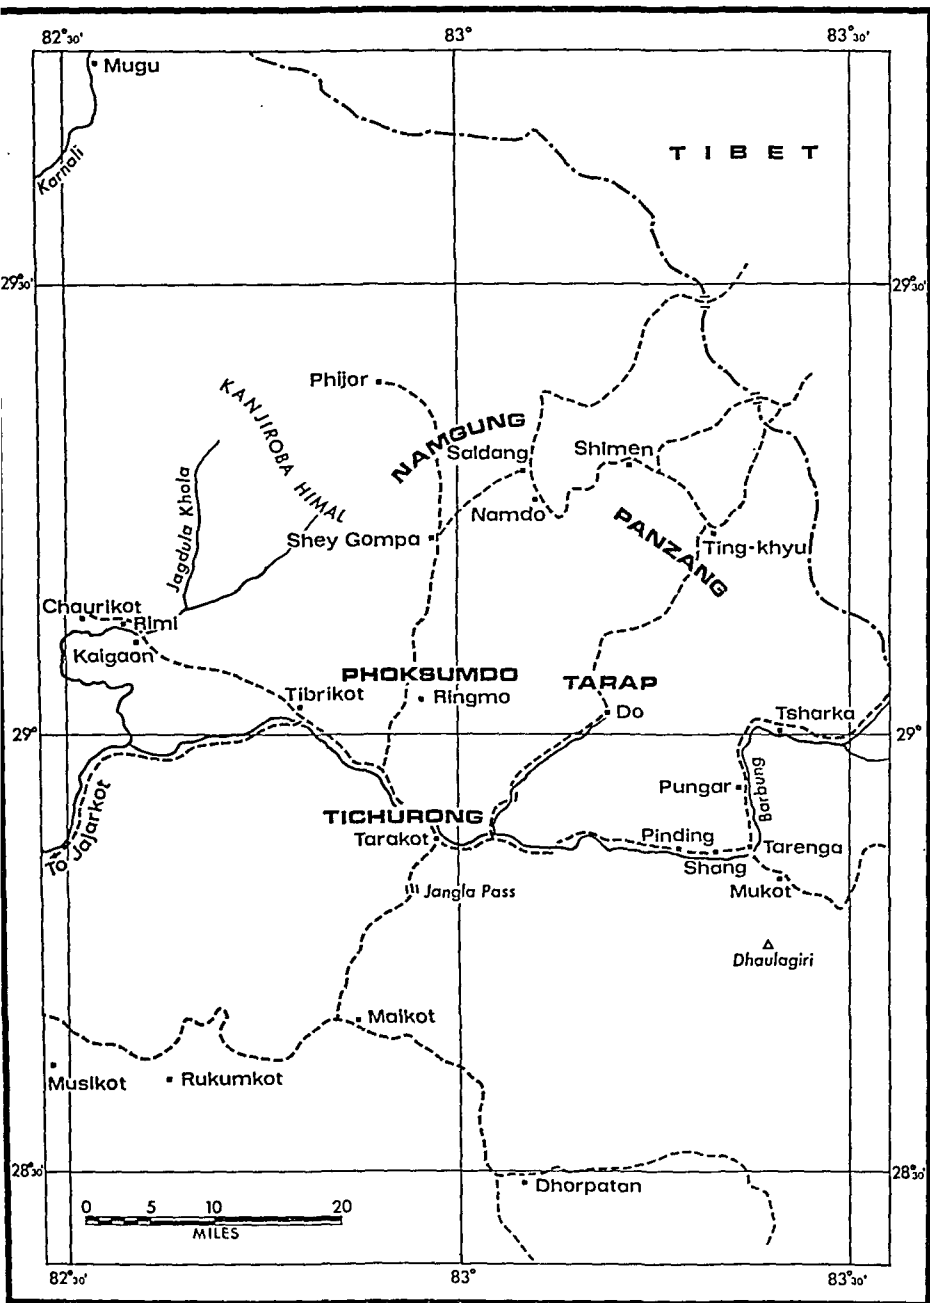 82°30' 83° 83°30'
Mugu
TIBET
Karnali
29°30' 29°30'
Phijor
KANJIROBA HIMAL
NAMGUNG
Saldang
Shimen
Jagdula Khola
Namdo
PANZANG
Shey Gompa
Ting-khyu
Chaurikot
Rimi
Kaigaon
PHOKSUMDO
TARAP
Tibrikot
Ringmo
Do
Tsharka
29° 29°
Pungar
Barbung
To Jajarkot
TICHURONG
Tarakot
Pinding
Tarenga
Shang
Jangla Pass
Mukot
Dhaulagiri
Maikot
Musikot
Rukumkot
28°30' 28°30'
Dhorpatan
0 5 10 20
MILES
82°30' 83° 83°30'